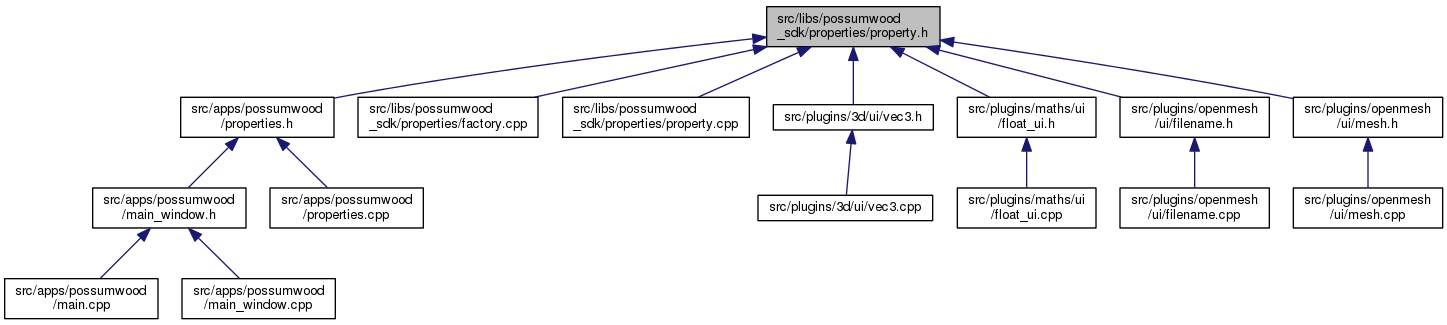 src/libs/possumwood
_sdk/properties/property.h
src/apps/possumwood
/properties.h
src/libs/possumwood
_sdk/properties/factory.cpp
src/libs/possumwood
_sdk/properties/property.cpp
src/plugins/3d/ui/vec3.h
src/plugins/maths/ui
/float_ui.h
src/plugins/openmesh
/ui/filename.h
src/plugins/openmesh
/ui/mesh.h
src/apps/possumwood
/main_window.h
src/apps/possumwood
/properties.cpp
src/plugins/3d/ui/vec3.cpp
src/plugins/maths/ui
/float_ui.cpp
src/plugins/openmesh
/ui/filename.cpp
src/plugins/openmesh
/ui/mesh.cpp
src/apps/possumwood
/main.cpp
src/apps/possumwood
/main_window.cpp